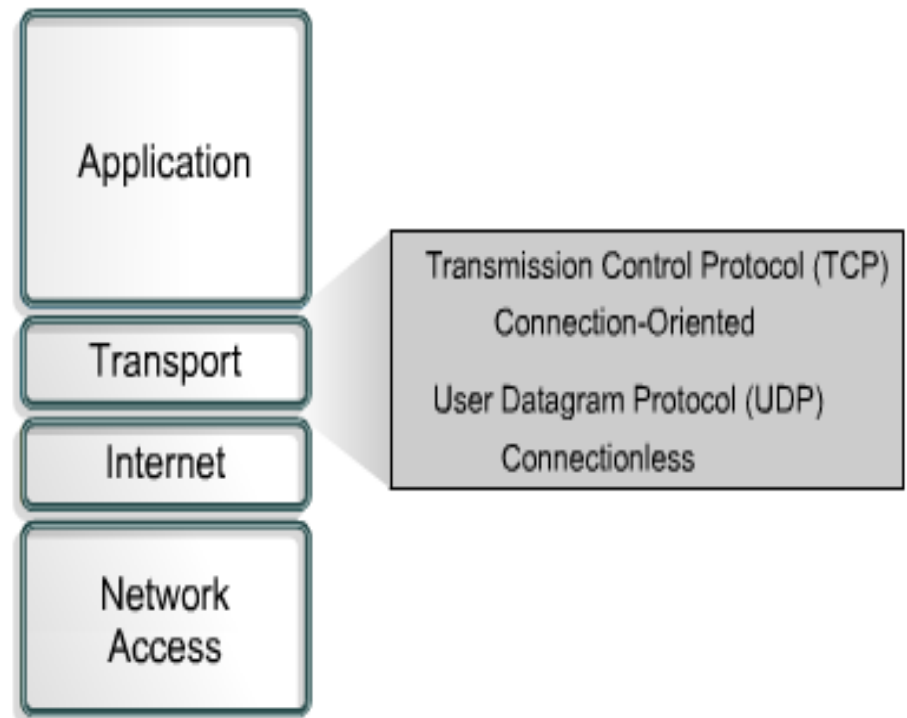 Application
Transport
Internet
Network
Access
Transmission Control Protocol (TCP)
Connection-Oriented
User Datagram Protocol (UDP)
Connectionless